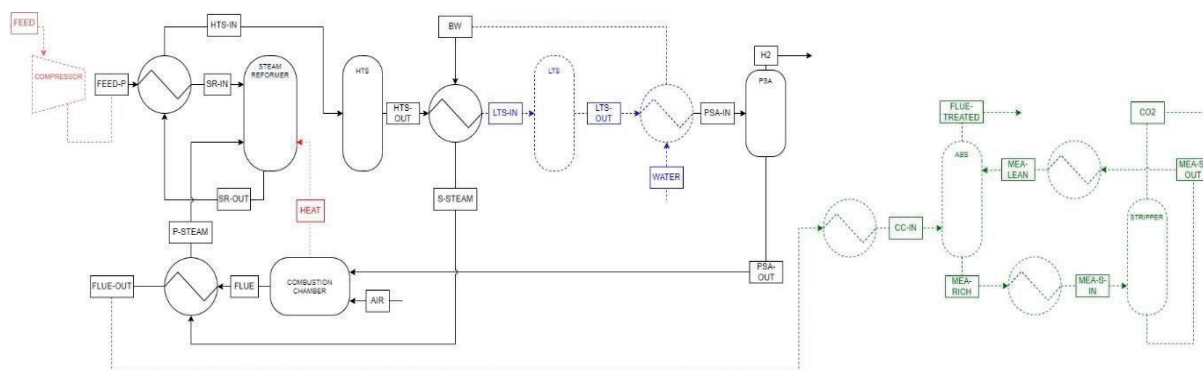 FEED
COMPRESSOR
FEED-P
HTS-IN
SR-IN
STEAM
REFORMER
SR-OUT
HTS
HTS-
OUT
BW
LTS-IN
LTS
LTS-
OUT
PSA-IN
WATER
H2
PSA
PSA-
OUT
S-STEAM
HEAT
P-STEAM
FLUE-OUT
FLUE
COMBUSTION
CHAMBER
AIR
CC-IN
FLUE-
TREATED
ABS
MEA-
LEAN
MEA-
RICH
MEA-S-
IN
CO2
MEA-S-
OUT
STRIPPER